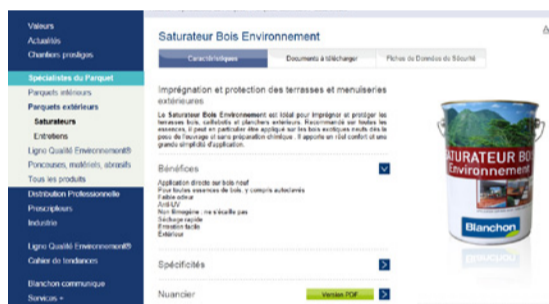 Valeurs
Actualités
Chantiers prestiges
Spécialistes du Parquet
Parquets intérieurs
Parquets extérieurs
Saturateurs
Entretiens
Ligne Qualité Environnement®
Ponceuses, matériels, abrasifs
Tous les produits
Distribution Professionnelle
Prescripteurs
Industrie
Ligne Qualité Environnement®
Cahier de tendances
Blanchon communique
Services
Saturateur Bois Environnement
Caractéristiques
Documents à télécharger
Fiches de Données de Sécurité
Imprégnation et protection des terrasses et menuiseries
extérieures
Le Saturateur Bois Environnement est idéal pour imprégner et protéger les
terrasses bois, caillebotis et planchers extérieurs. Recommandé sur toutes les
essences, il peut en particulier être appliqué sur les bois exotiques neufs dès la
pose de l'ouvrage et sans préparation chimique. Il apporte un réel confort et une
grande simplicité d'application.
Bénéfices
Application directe sur bois neuf
Pour toutes essences de bois, y compris autoclavés
Faible odeur
Anti-UV
Non filmogène : ne s'écaille pas
Séchage rapide
Entretien facile
Extérieur
Spécificités
Nuancier
Version PDF
SATURATEUR BOIS
Environnement
Blanchon